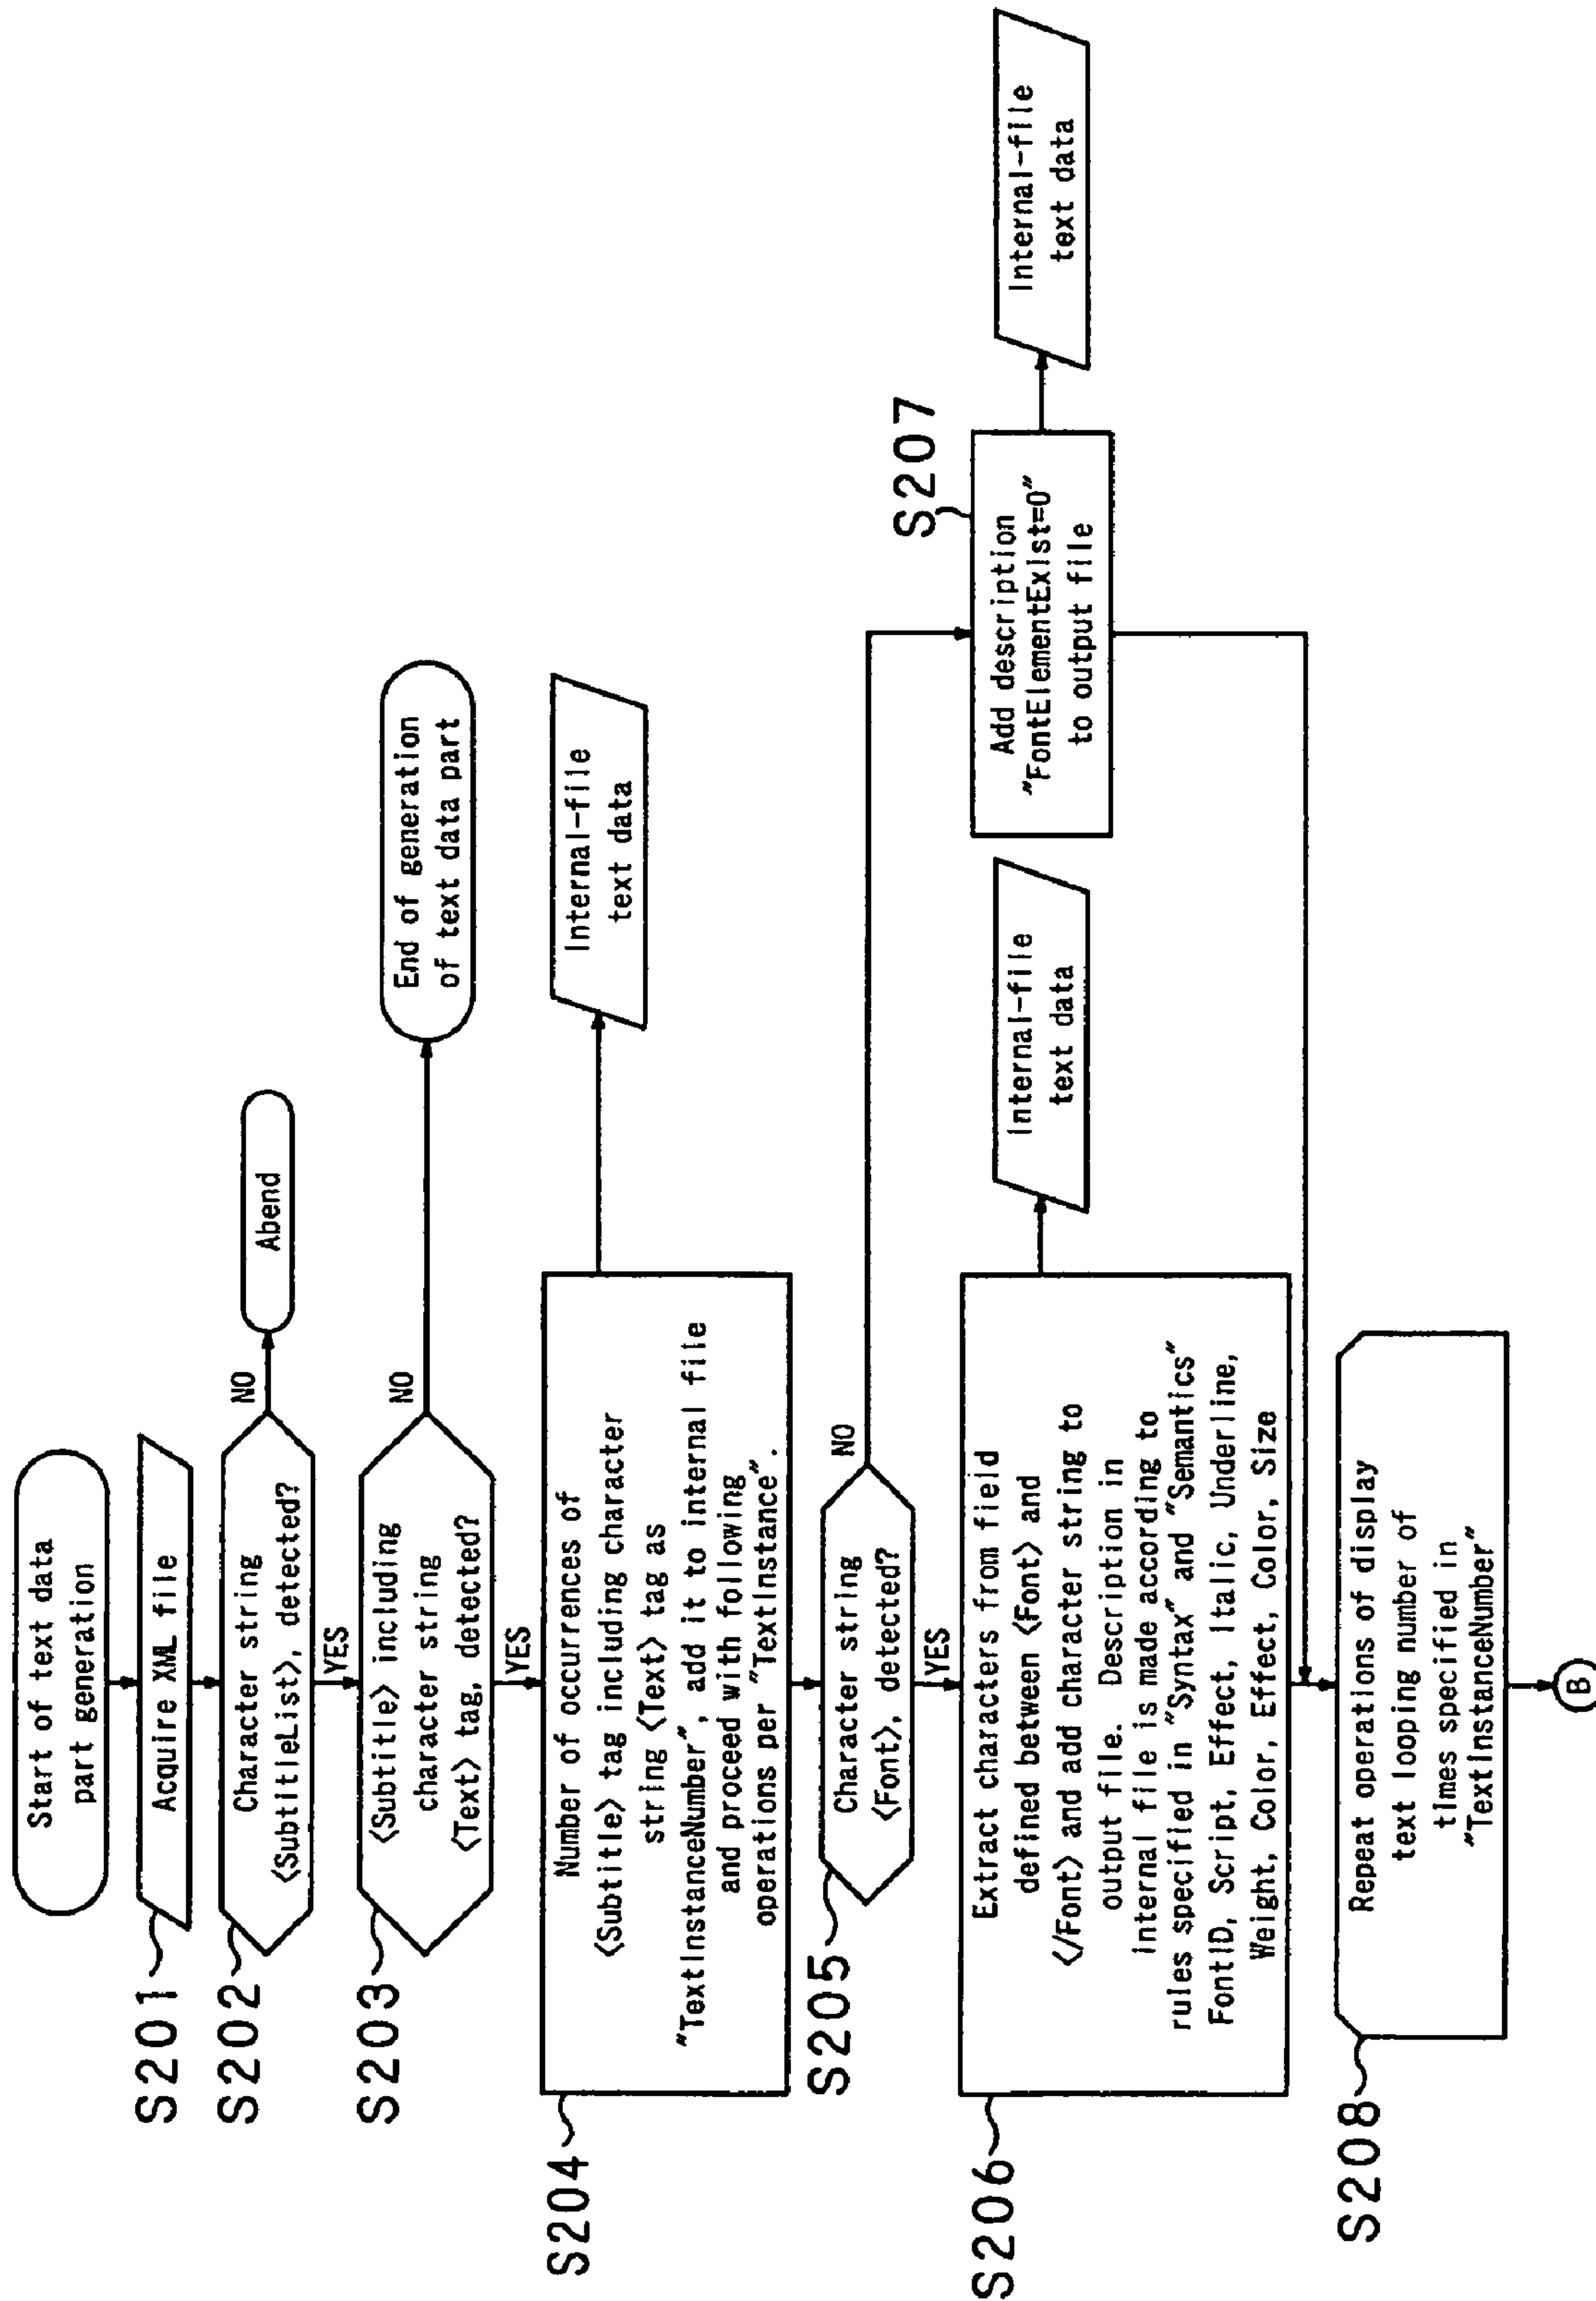 Start of text data
part generation
S201
Acquire XML file
S202
Character string
<SubtitleList>, detected?
NO
Abend
YES
S203
<Subtitle> including
character string
<Text> tag, detected?
NO
End of generation
of text data part
YES
S204
Number of occurrences of
<Subtitle> tag including character
string <Text> tag as
"TextInstanceNumber", add it to internal file
and proceed with following
operations per "TextInstance".
Internal-file
text data
S205
Character string
<Font>, detected?
NO
YES
S206
Extract characters from field
defined between <Font> and
</Font> and add character string to
output file. Description in
internal file is made according to
rules specified in "Syntax" and "Semantics"
FontID, Script, Effect, Italic, Underline,
Weight, Color, Effect, Color, Size
Internal-file
text data
S207
Add description
"FontElementExist=0"
to output file
Internal-file
text data
S208
Repeat operations of display
text looping number of
times specified in
"TextInstanceNumber"
B